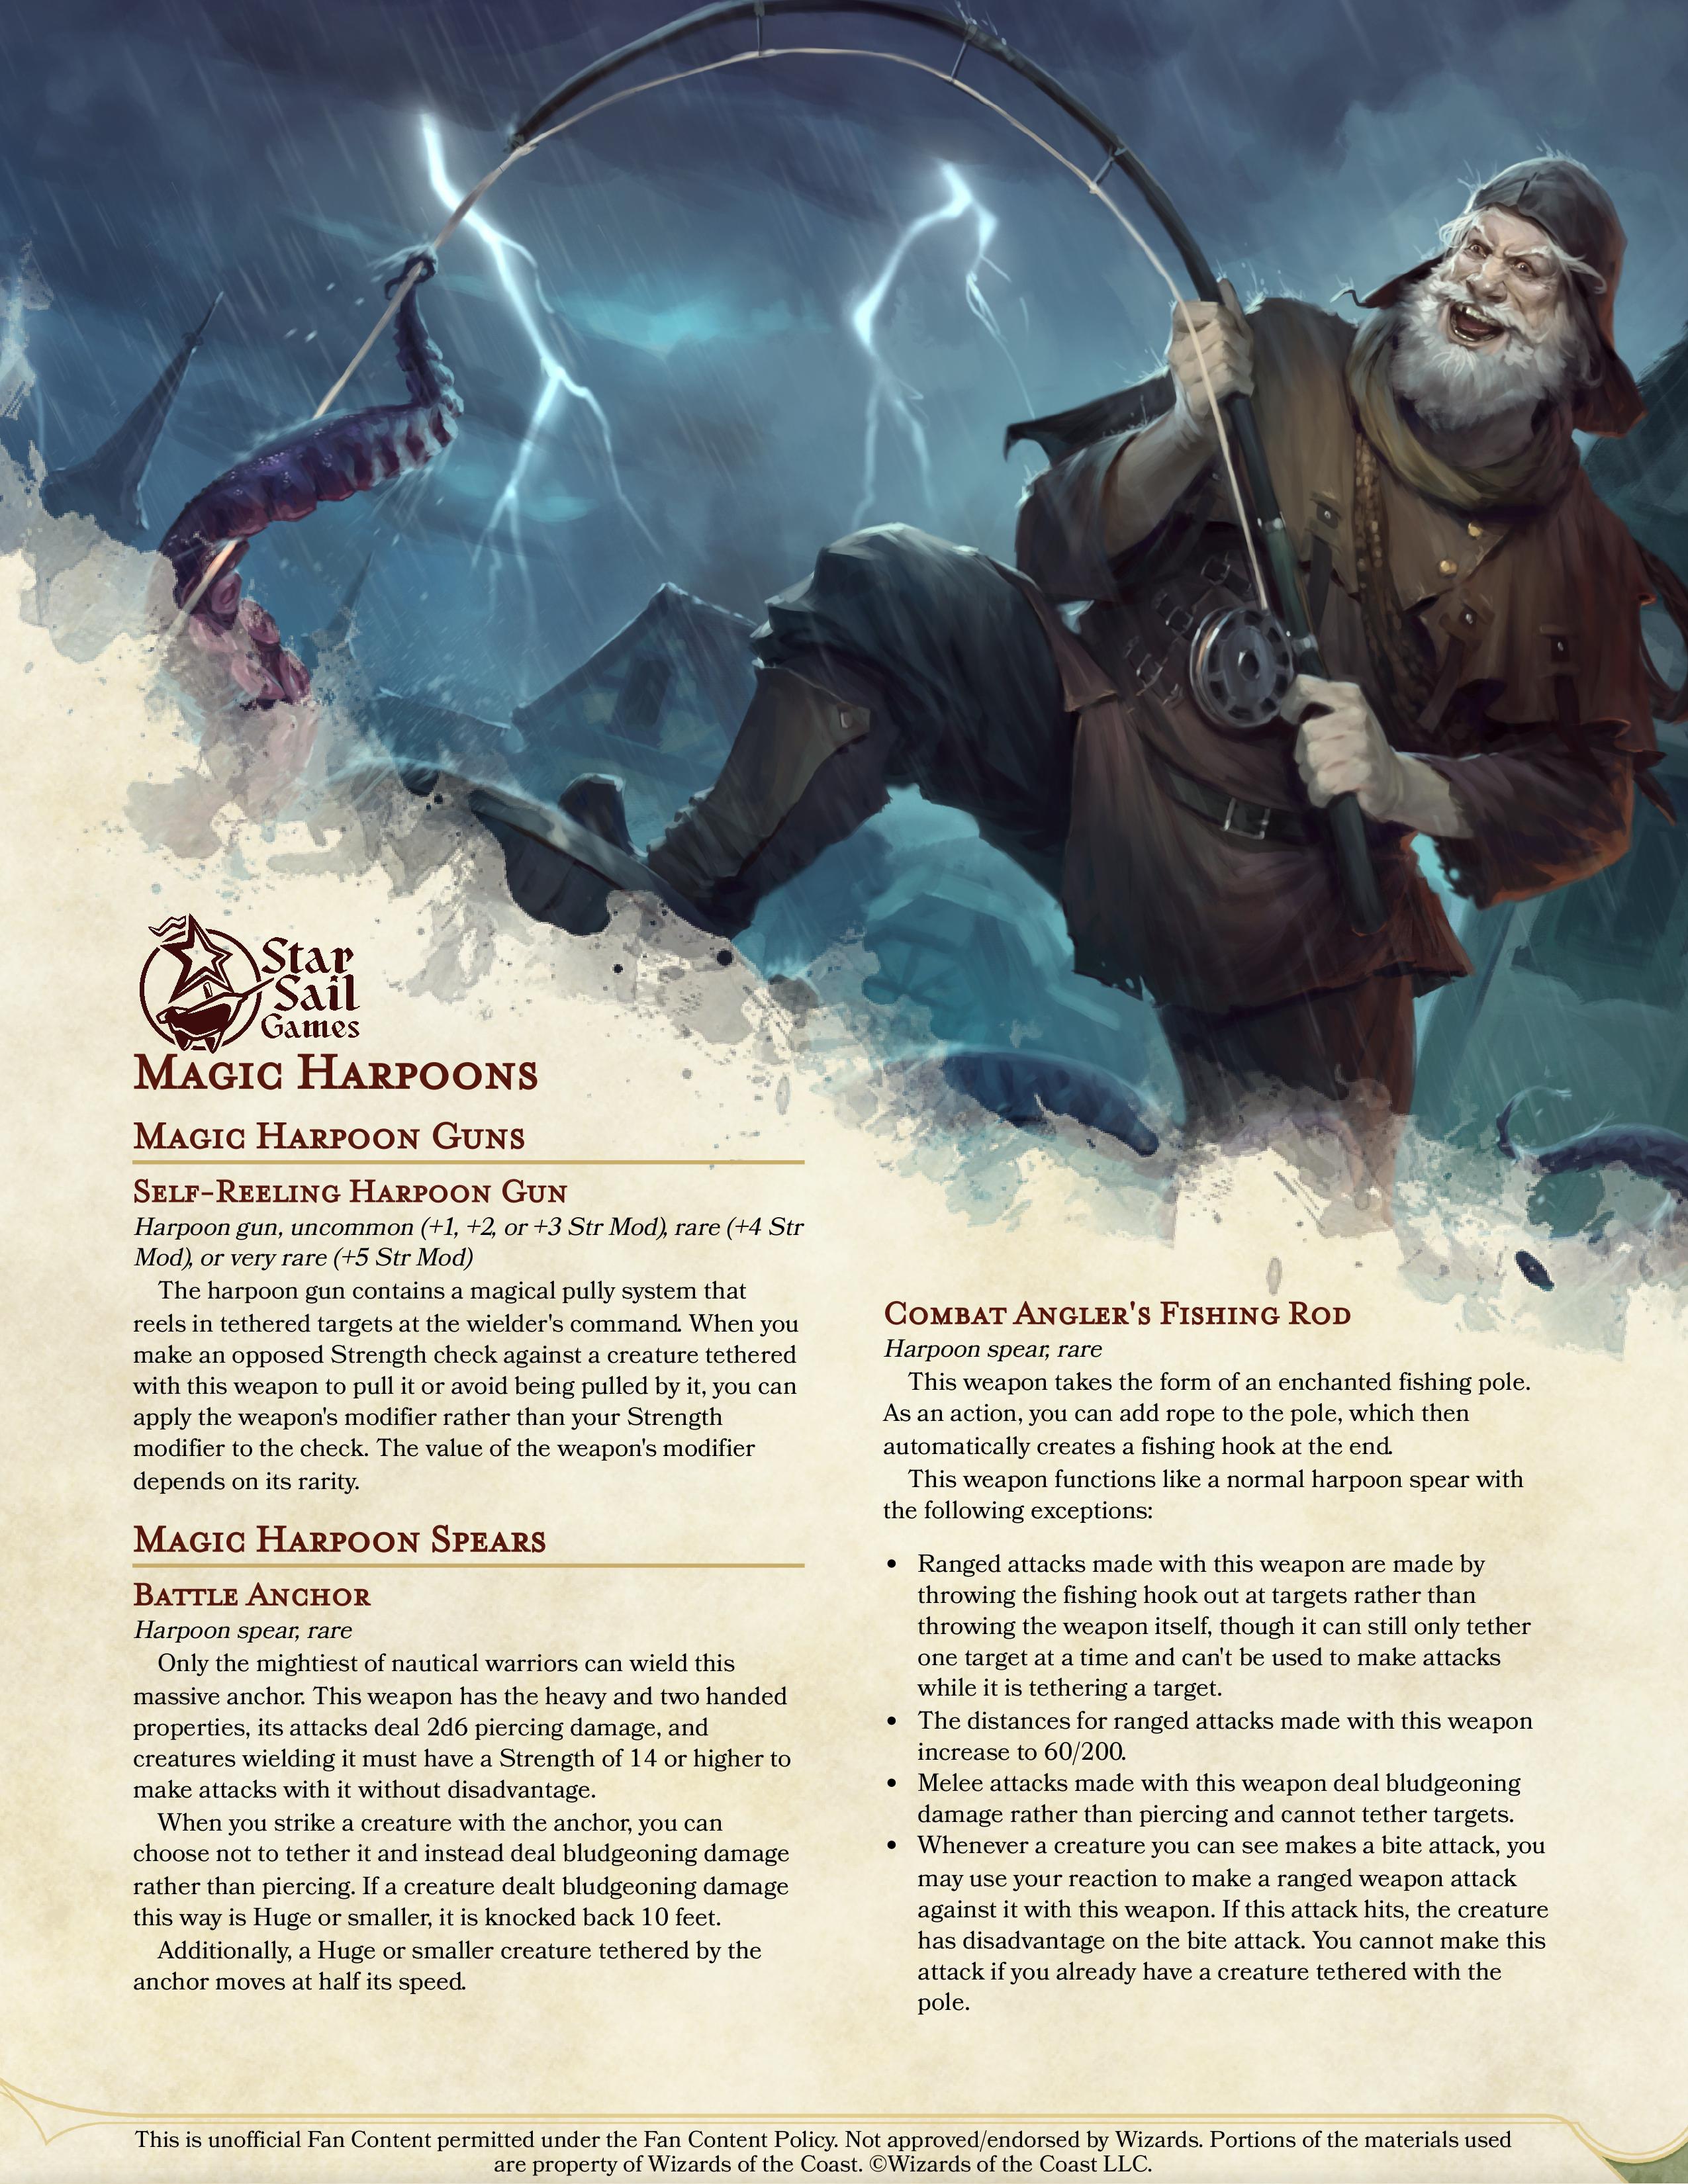 Star
Sail
Games
Magic Harpoons
Magic Harpoon Guns
Self-Reeling Harpoon Gun
Harpoon gun, uncommon (+1, +2, or +3 Str Mod), rare (+4 Str
Mod), or very rare (+5 Str Mod)
The harpoon gun contains a magical pully system that
reels in tethered targets at the wielder's command. When you
make an opposed Strength check against a creature tethered
with this weapon to pull it or avoid being pulled by it, you can
apply the weapon's modifier rather than your Strength
modifier to the check. The value of the weapon's modifier
depends on its rarity.
Magic Harpoon Spears
Battle Anchor
Harpoon spear, rare
Only the mightiest of nautical warriors can wield this
massive anchor. This weapon has the heavy and two handed
properties, its attacks deal 2d6 piercing damage, and
creatures wielding it must have a Strength of 14 or higher to
make attacks with it without disadvantage.
When you strike a creature with the anchor, you can
choose not to tether it and instead deal bludgeoning damage
rather than piercing. If a creature dealt bludgeoning damage
this way is Huge or smaller, it is knocked back 10 feet.
Additionally, a Huge or smaller creature tethered by the
anchor moves at half its speed.
Combat Angler's Fishing Rod
Harpoon spear, rare
This weapon takes the form of an enchanted fishing pole.
As an action, you can add rope to the pole, which then
automatically creates a fishing hook at the end.
This weapon functions like a normal harpoon spear with
the following exceptions:
• Ranged attacks made with this weapon are made by
throwing the fishing hook out at targets rather than
throwing the weapon itself, though it can still only tether
one target at a time and can't be used to make attacks
while it is tethering a target.
• The distances for ranged attacks made with this weapon
increase to 60/200.
• Melee attacks made with this weapon deal bludgeoning
damage rather than piercing and cannot tether targets.
• Whenever a creature you can see makes a bite attack, you
may use your reaction to make a ranged weapon attack
against it with this weapon. If this attack hits, the creature
has disadvantage on the bite attack. You cannot make this
attack if you already have a creature tethered with the
pole.
This is unofficial Fan Content permitted under the Fan Content Policy. Not approved/endorsed by Wizards. Portions of the materials used
are property of Wizards of the Coast. ©Wizards of the Coast LLC.